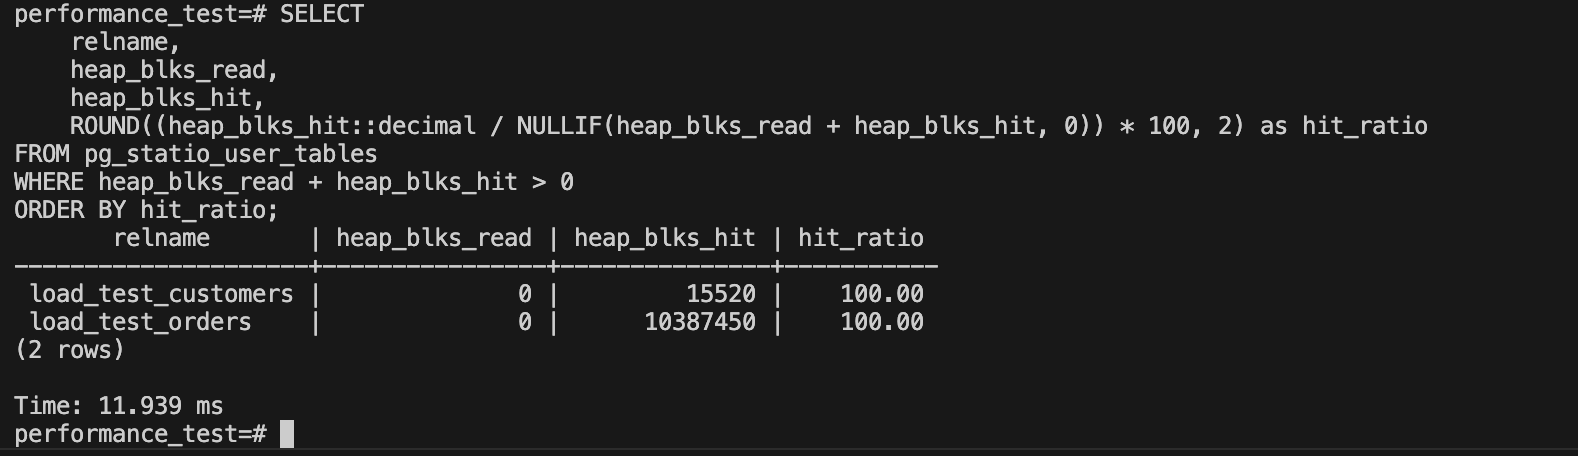 performance_test=# SELECT
    relname,
    heap_blks_read,
    heap_blks_hit,
    ROUND((heap_blks_hit::decimal / NULLIF(heap_blks_read + heap_blks_hit, 0)) * 100, 2) as hit_ratio
FROM pg_statio_user_tables
WHERE heap_blks_read + heap_blks_hit > 0
ORDER BY hit_ratio;
       relname       | heap_blks_read | heap_blks_hit | hit_ratio
---------------------+----------------+---------------+-----------
 load_test_customers |              0 |         15520 |    100.00
 load_test_orders    |              0 |      10387450 |    100.00
(2 rows)

Time: 11.939 ms
performance_test=#